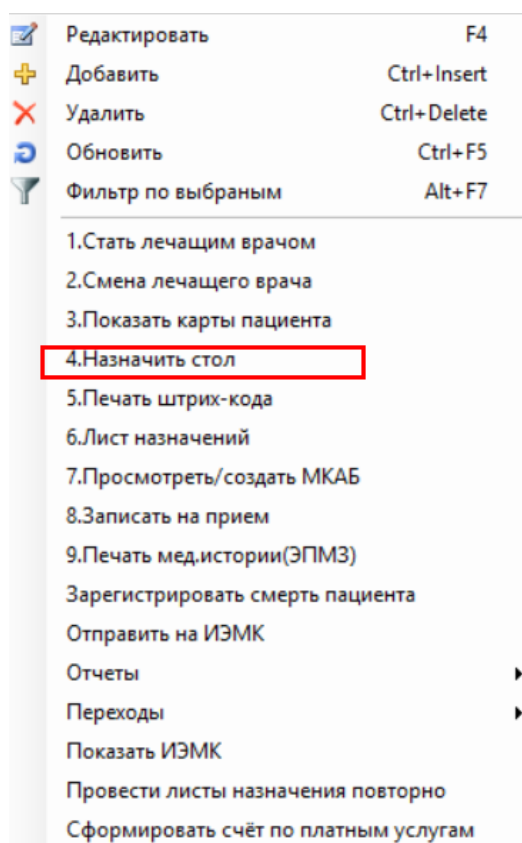 Редактировать F4
Добавить Ctrl+Insert
Удалить Ctrl+Delete
Обновить Ctrl+F5
Фильтр по выбраным Alt+F7
1.Стать лечащим врачом
2.Смена лечащего врача
3.Показать карты пациента
4.Назначить стол
5.Печать штрих-кода
6.Лист назначений
7.Просмотреть/создать МКАБ
8.Записать на прием
9.Печать мед.истории(ЭПМЗ)
Зарегистрировать смерть пациента
Отправить на ИЭМК
Отчеты
Переходы
Показать ИЭМК
Провести листы назначения повторно
Сформировать счёт по платным услугам